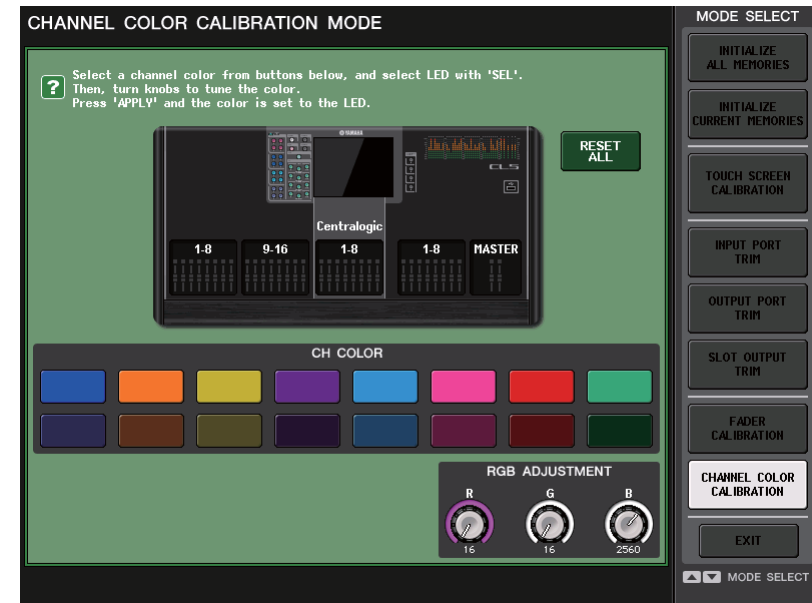 CHANNEL COLOR CALIBRATION MODE
?
Select a channel color from buttons below, and select LED with 'SEL'.
Then, turn knobs to tune the color.
Press 'APPLY' and the color is set to the LED.
YAMAHA
CL5
RESET
ALL
Centralogic
1-8
9-16
1-8
1-8
MASTER
CH COLOR
RGB ADJUSTMENT
R
G
B
16
16
2560
MODE SELECT
INITIALIZE
ALL MEMORIES
INITIALIZE
CURRENT MEMORIES
TOUCH SCREEN
CALIBRATION
INPUT PORT
TRIM
OUTPUT PORT
TRIM
SLOT OUTPUT
TRIM
FADER
CALIBRATION
CHANNEL COLOR
CALIBRATION
EXIT
MODE SELECT